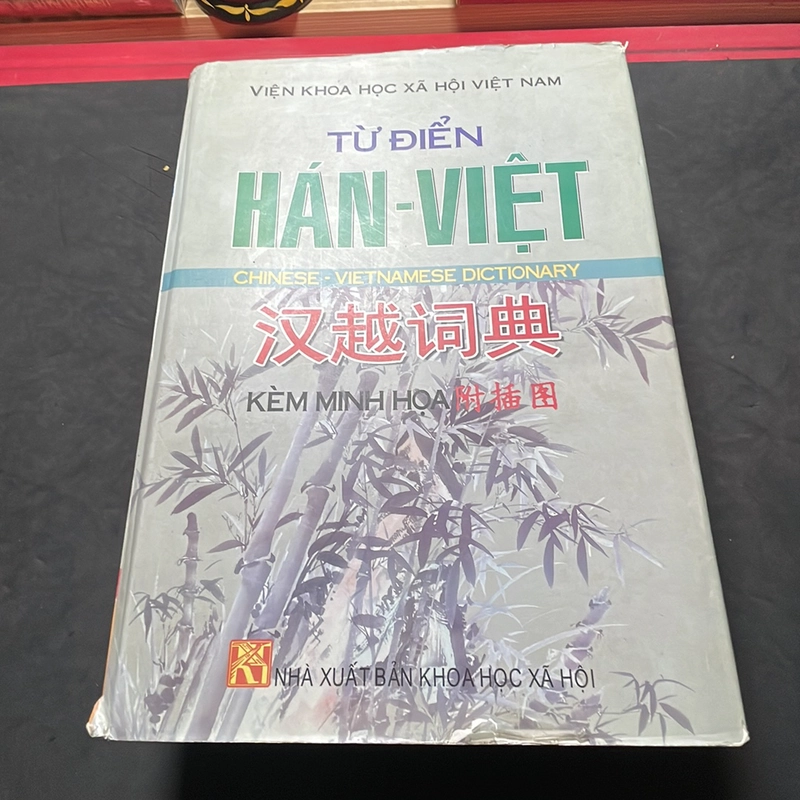 VIỆN KHOA HỌC XÃ HỘI VIỆT NAM
TỪ ĐIỂN
HÁN-VIỆT
CHINESE - VIETNAMESE DICTIONARY
汉越词典
KÈM MINH HỌA 附插图
NHÀ XUẤT BẢN KHOA HỌC XÃ HỘI